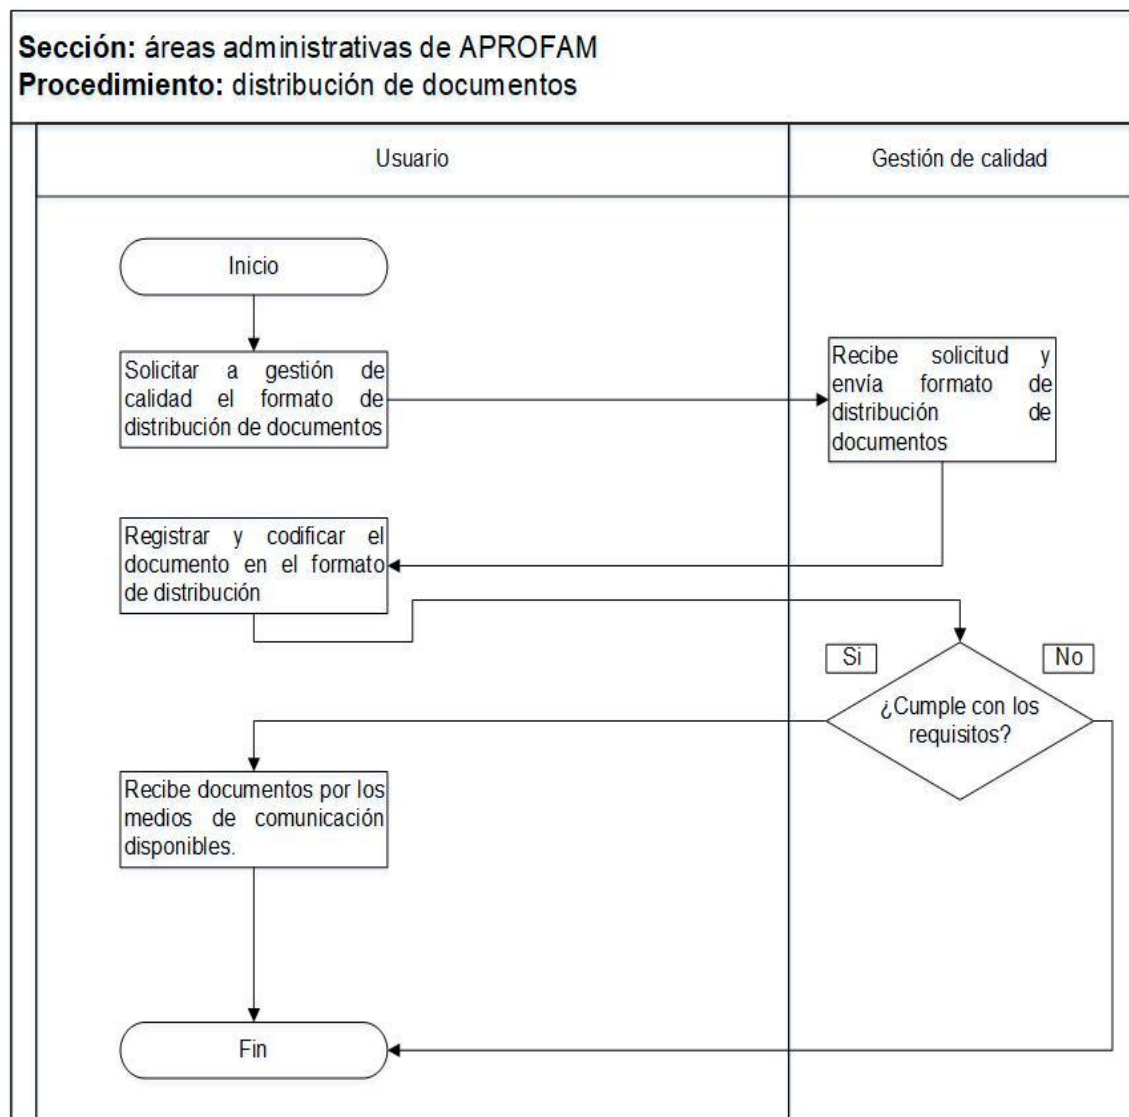 Sección: áreas administrativas de APROFAM
Procedimiento: distribución de documentos
Usuario
Gestión de calidad
Inicio
Solicitar a gestión de
calidad el formato de
distribución de documentos
Recibe solicitud y
envía formato de
distribución de
documentos
Registrar y codificar el
documento en el formato
de distribución
Si
No
¿Cumple con los
requisitos?
Recibe documentos por los
medios de comunicación
disponibles.
Fin